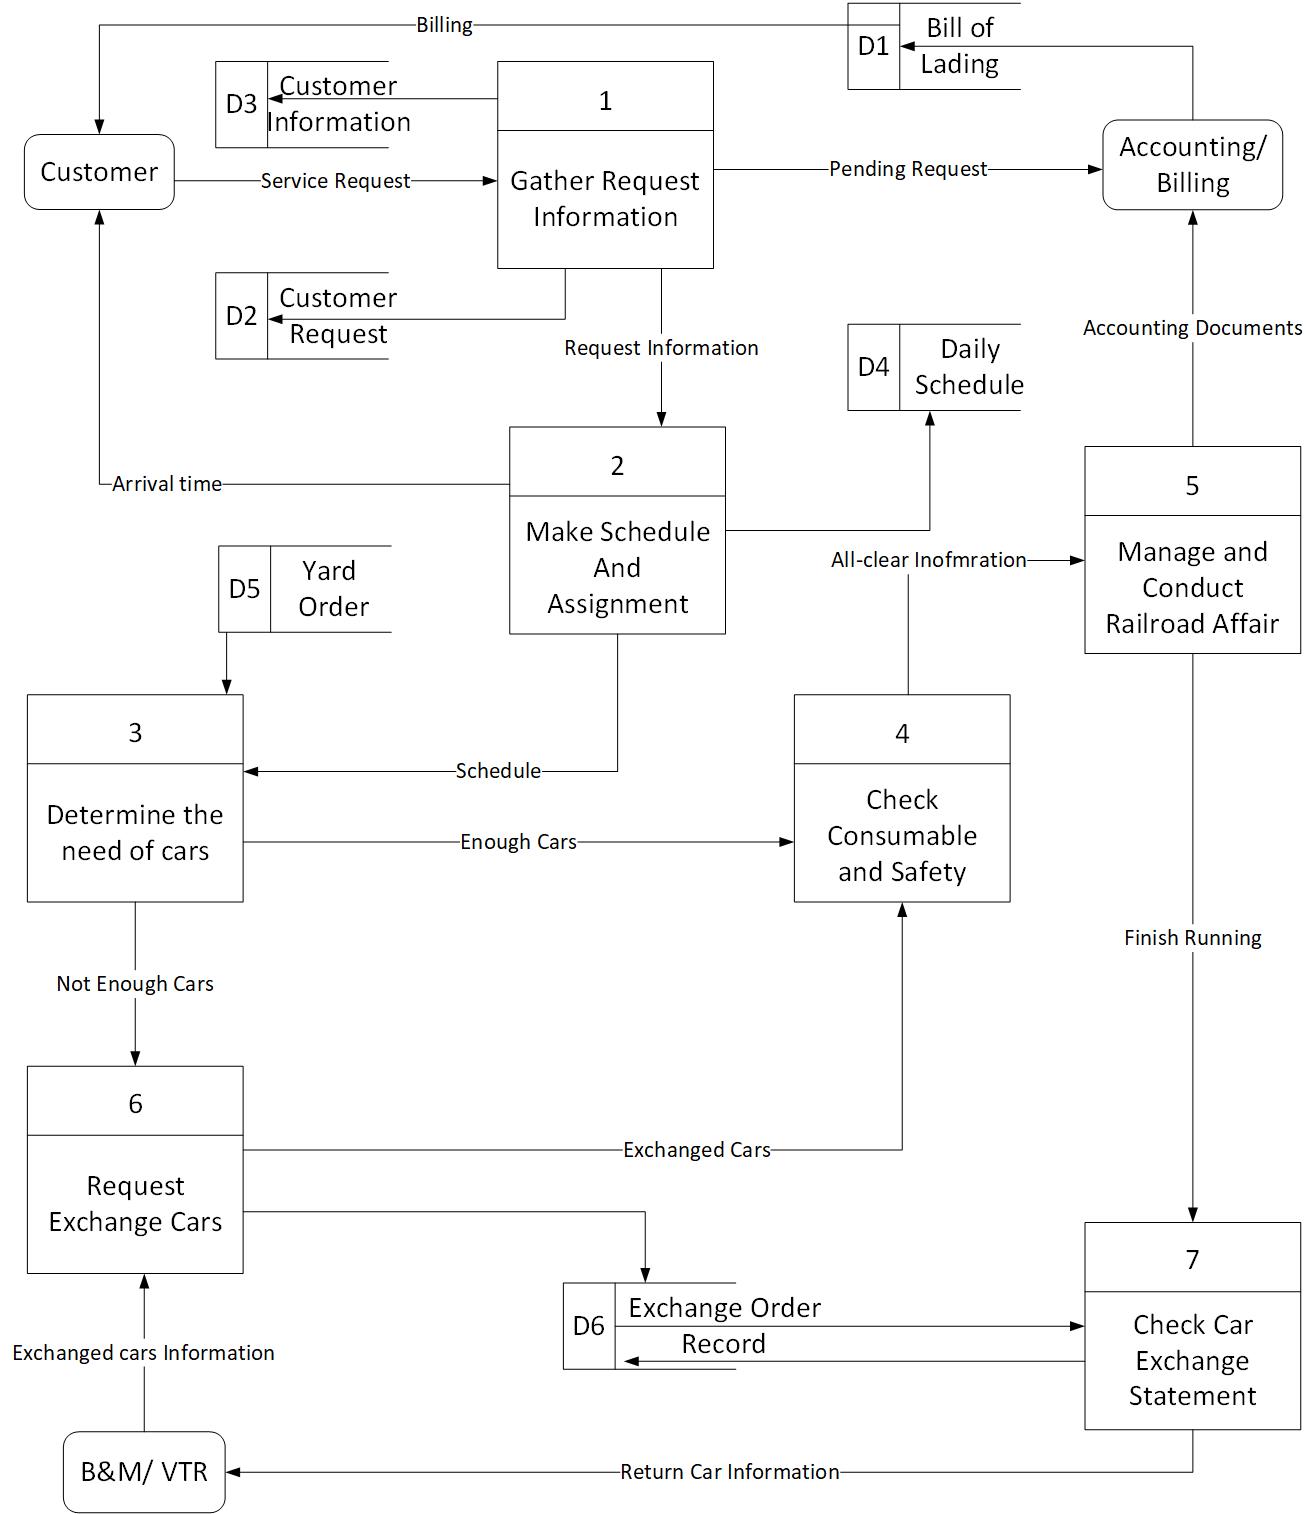 Billing
D1
Bill of
Lading
D3
Customer
Information
1
Gather Request
Information
Customer
Service Request
Pending Request
Accounting/
Billing
D2
Customer
Request
Request Information
Accounting Documents
D4
Daily
Schedule
Arrival time
2
Make Schedule
And
Assignment
5
Manage and
Conduct
Railroad Affair
All-clear Inofmration
D5
Yard
Order
3
Determine the
need of cars
Schedule
Enough Cars
4
Check
Consumable
and Safety
Finish Running
Not Enough Cars
6
Request
Exchange Cars
Exchanged Cars
D6
Exchange Order
Record
7
Check Car
Exchange
Statement
Exchanged cars Information
B&M/ VTR
Return Car Information